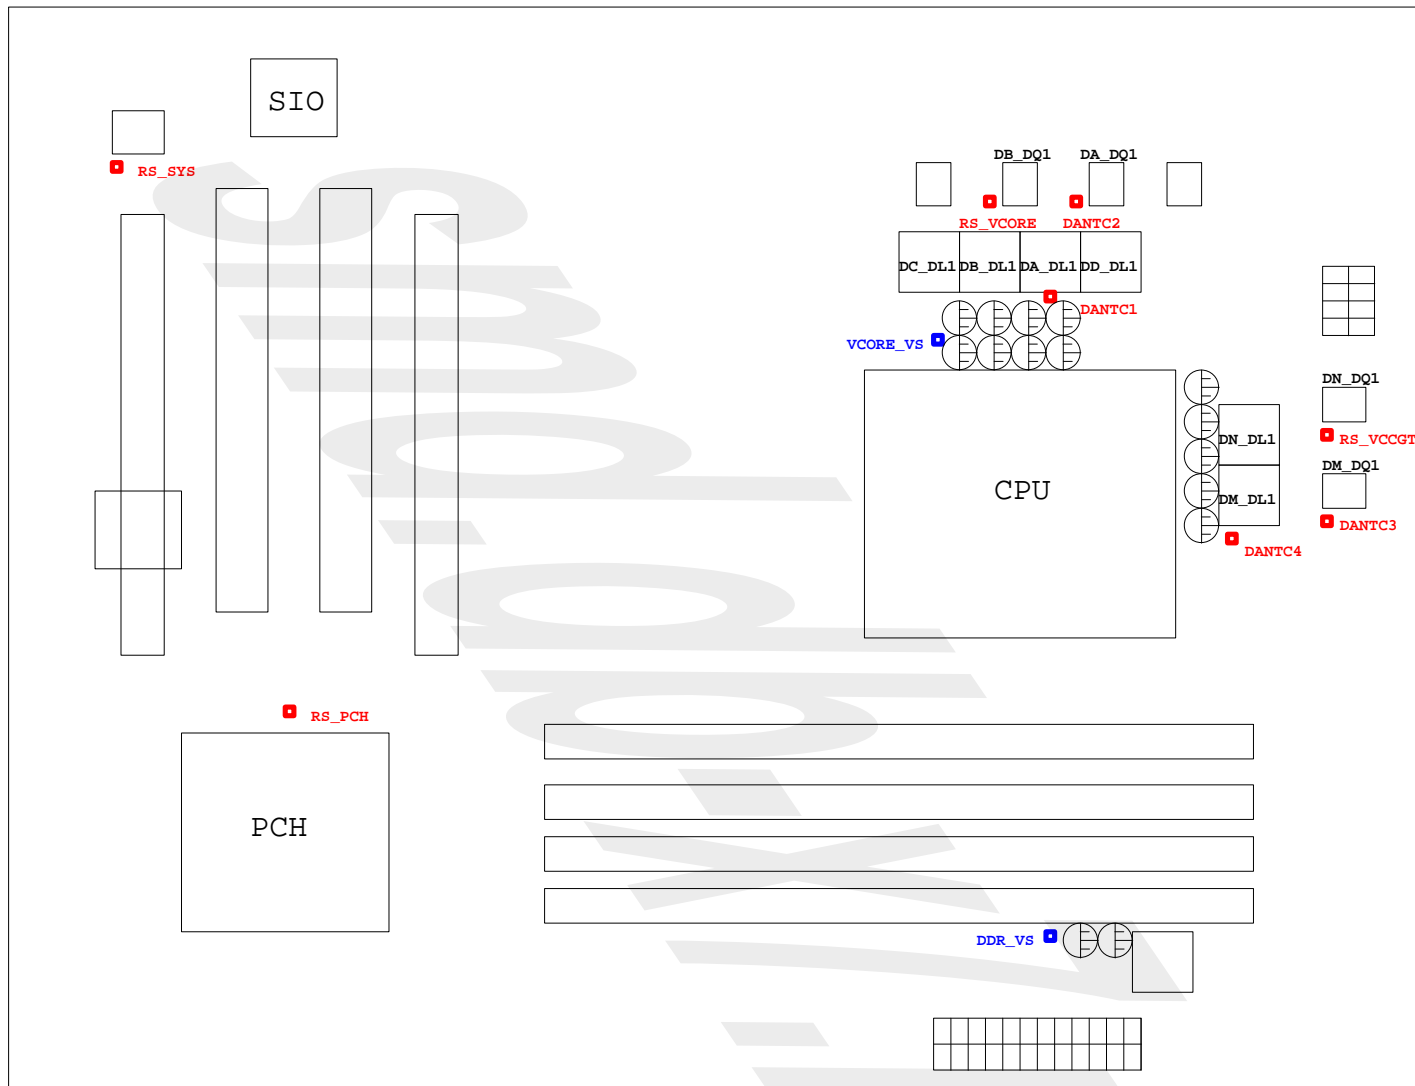 SIO
DB_DQ1
DA_DQ1
RS_SYS
RS_VCORE
DANTC2
DC_DL1
DB_DL1
DA_DL1
DD_DL1
DANTC1
VCORE_VS
DN_DQ1
DN_DL1
RS_VCCGT
DM_DQ1
CPU
DM_DL1
DANTC3
DANTC4
RS_PCH
PCH
DDR_VS